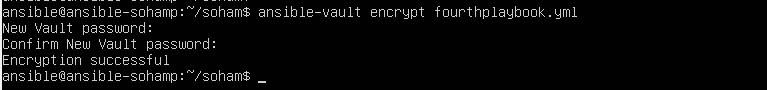 ansible@ansible-sohamp:~/soham$ ansible-vault encrypt fourthplaybook.yml
New Vault password:
Confirm New Vault password:
Encryption successful
ansible@ansible-sohamp:~/soham$ _